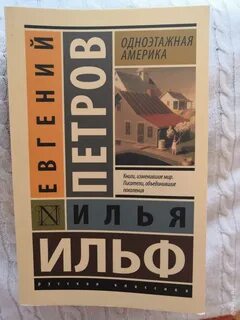 ЕВГЕНИЙ
ПЕТРОВ
ОДНОЭТАЖНАЯ
АМЕРИКА
Книги, изменившие мир.
Писатели, объединившие
поколения
ИЛЬЯ
ИЛЬФ
русская классика